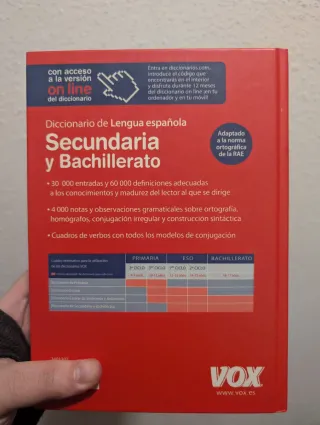 con acceso
a la versión
on line
del diccionario
Entra en diccionarios.com,
introduce el código que
encontrarás en el interior
y disfruta durante 12 meses
del diccionario on line en tu
ordenador y en tu móvil
Diccionario de Lengua española
Secundaria
y Bachillerato
Adaptado
a la norma
ortográfica de
la RAE
• 30 000 entradas y 60 000 definiciones adecuadas
a los conocimientos y madurez del lector al que se dirige
• 4 000 notas y observaciones gramaticales sobre ortografía,
homógrafos, conjugación irregular y construcción sintáctica
• Cuadros de verbos con todos los modelos de conjugación
PRIMARIA
ESO
BACHILLERATO
VOX
www.vox.es